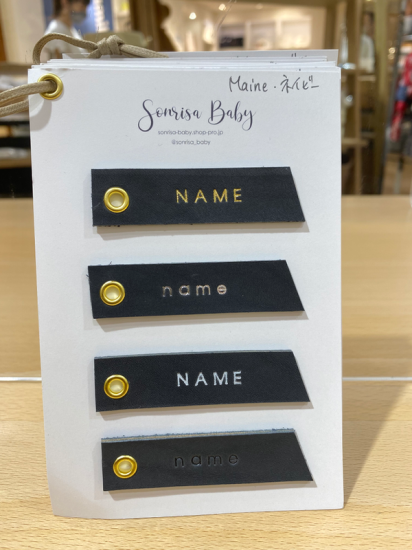 Maine・ネイビー
Sonrisa Baby
sonrisa-baby.shop-pro.jp
@sonrisa_baby
NAME
name
NAME
name